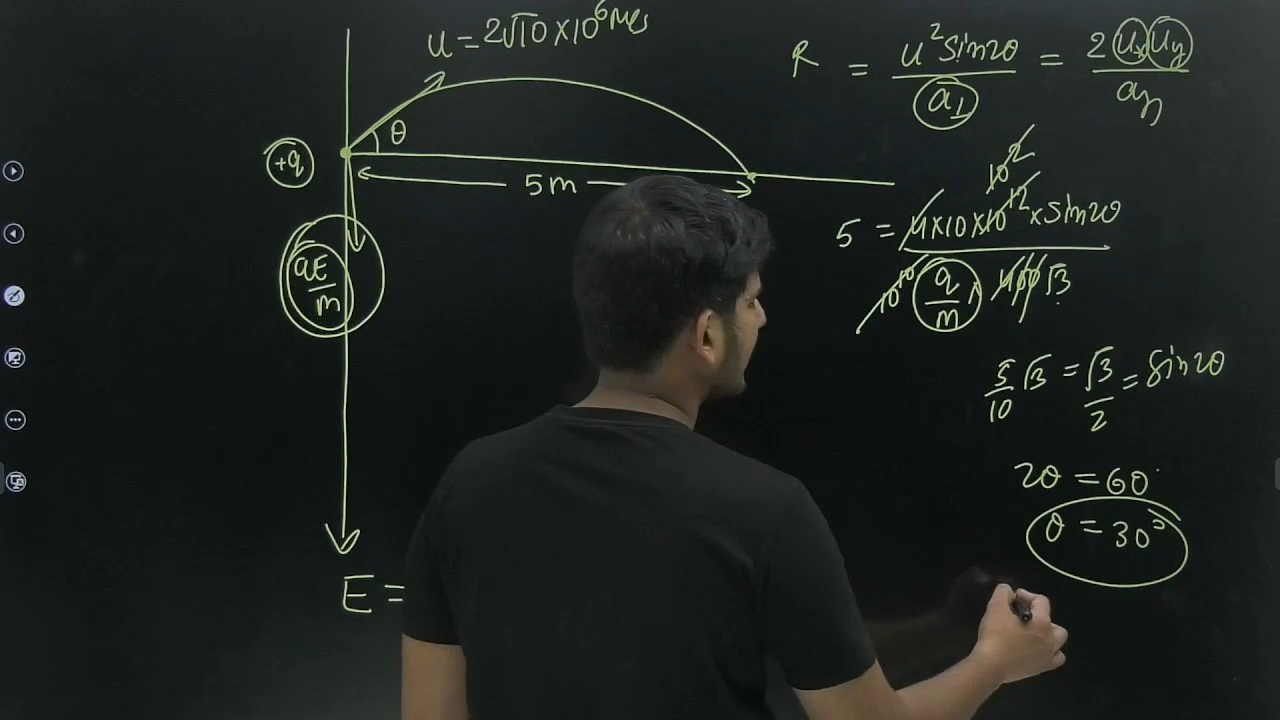 u = 2√10 × 10⁶ m/s
θ
+q
5m
qE/m
E =
R = u² sin2θ / a⊥ = 2 uₓ u_y / a_y
10²
5 = 4×10×10¹² × sin2θ / 10¹⁰ q/m, 400√3
5/10 √3 = √3/2 = sin2θ
2θ = 60°
θ = 30°